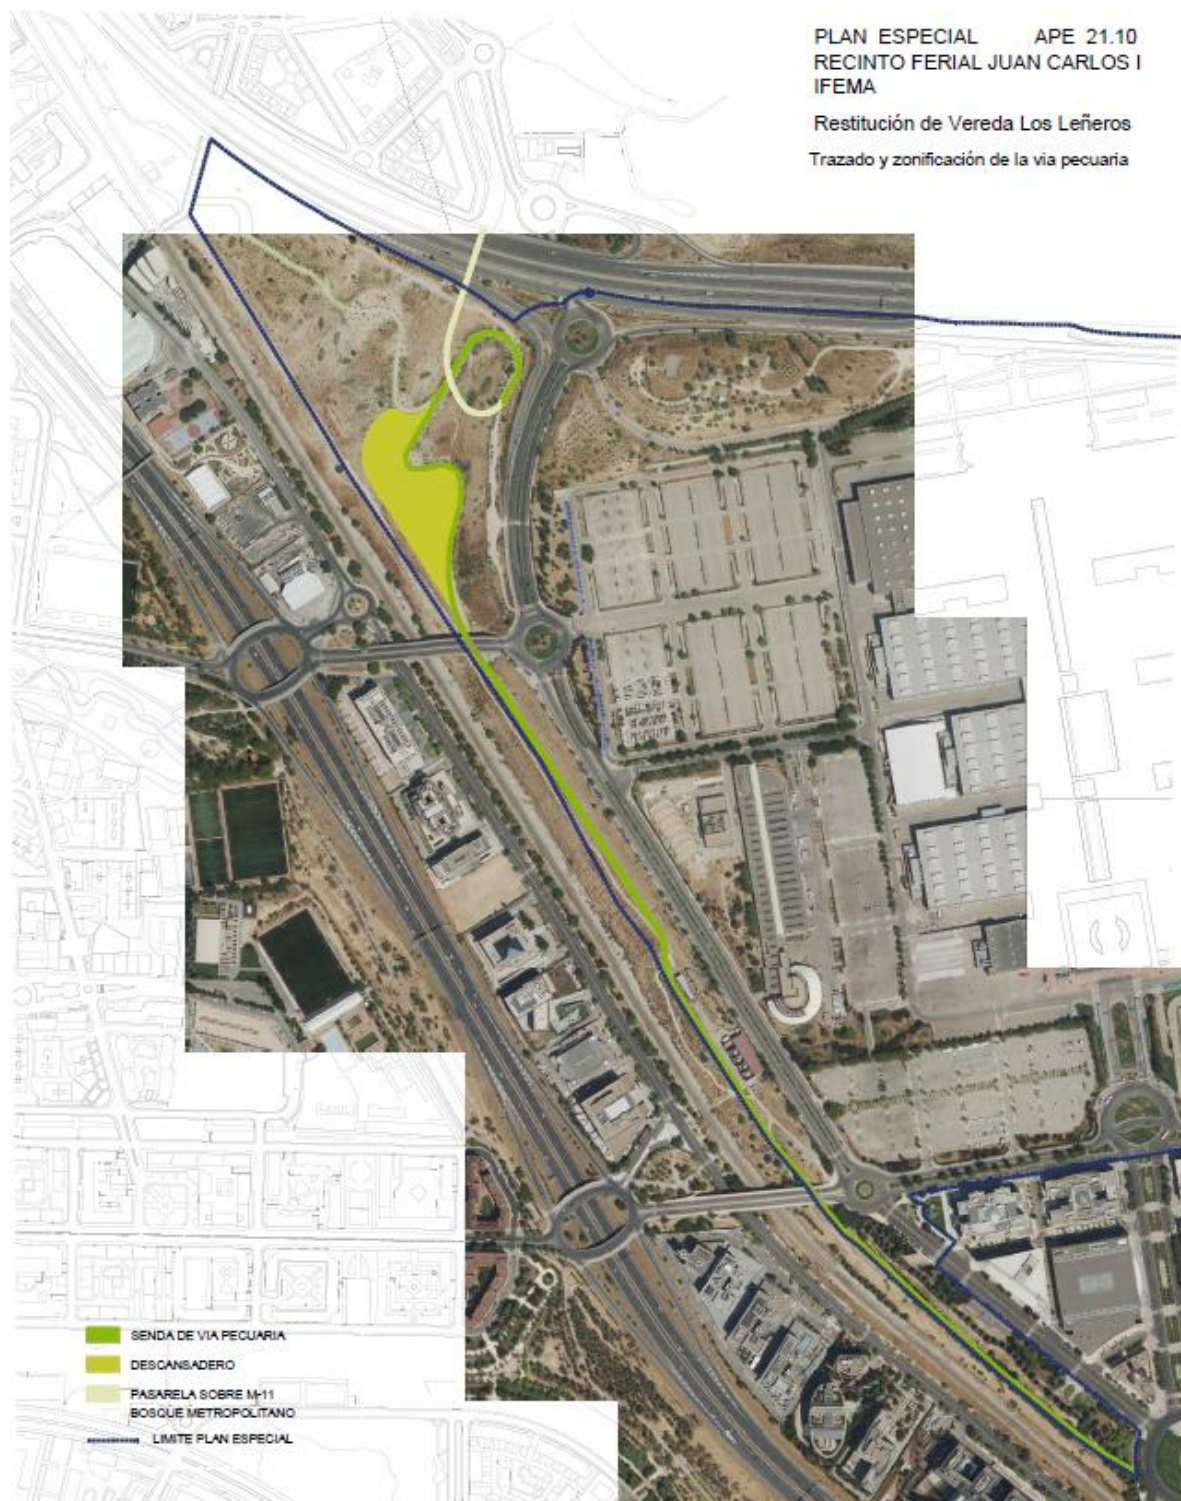 PLAN ESPECIAL APE 21.10
RECINTO FERIAL JUAN CARLOS I
IFEMA
Restitución de Vereda Los Leñeros
Trazado y zonificación de la via pecuaria
SENDA DE VIA PECUARIA
DESCANSADERO
PASARELA SOBRE M-11
BOSQUE METROPOLITANO
LIMITE PLAN ESPECIAL